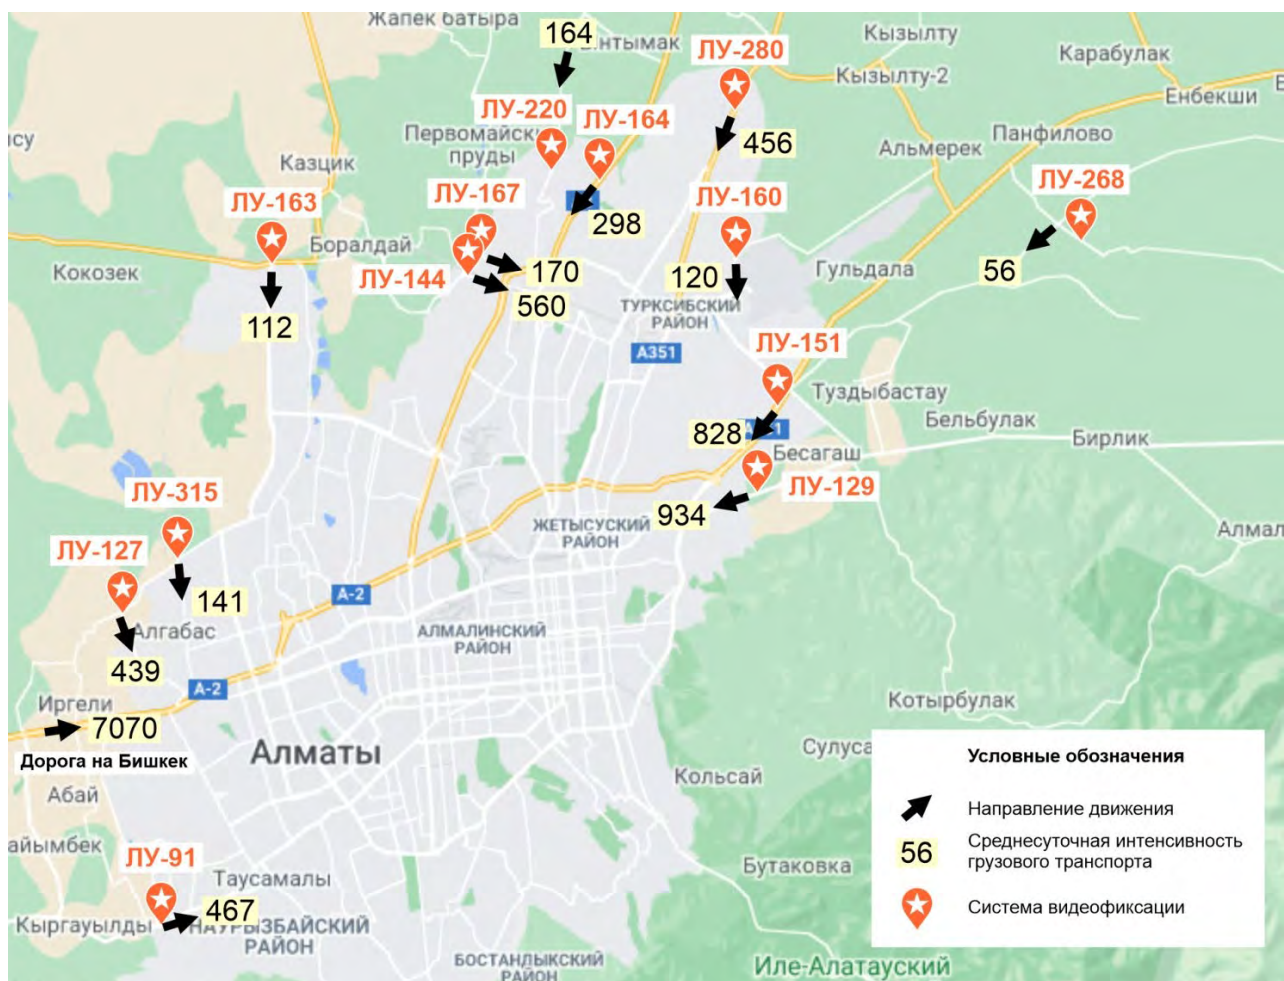 Жапек батыра
164
Ынтымак
ЛУ-280
Кызылту
Карабулак
Кызылту-2
Енбекши
ЛУ-220
ЛУ-164
Первомайские
пруды
456
Панфилово
Альмерек
Казцик
ЛУ-163
ЛУ-167
ЛУ-160
ЛУ-268
298
Боралдай
ЛУ-144
170
Кокозек
120
Гульдала
56
560
ТУРКСИБСКИЙ
РАЙОН
112
A351
ЛУ-151
Туздыбастау
828
Бельбулак
Бирлик
Бесагаш
ЛУ-129
ЛУ-315
934
ЖЕТЫСУСКИЙ
РАЙОН
ЛУ-127
141
A-2
Алгабас
АЛМАЛИНСКИЙ
РАЙОН
439
A-2
Иргели
Котырбулак
7070
Дорога на Бишкек
Алматы
Кольсай
Абай
Бутаковка
ЛУ-91
Таусамалы
467
Кыргауылды
НАУРЫЗБАЙСКИЙ
РАЙОН
БОСТАНДЫКСКИЙ
РАЙОН
Иле-Алатауский
Условные обозначения
Направление движения
56
Среднесуточная интенсивность
грузового транспорта
Система видеофиксации